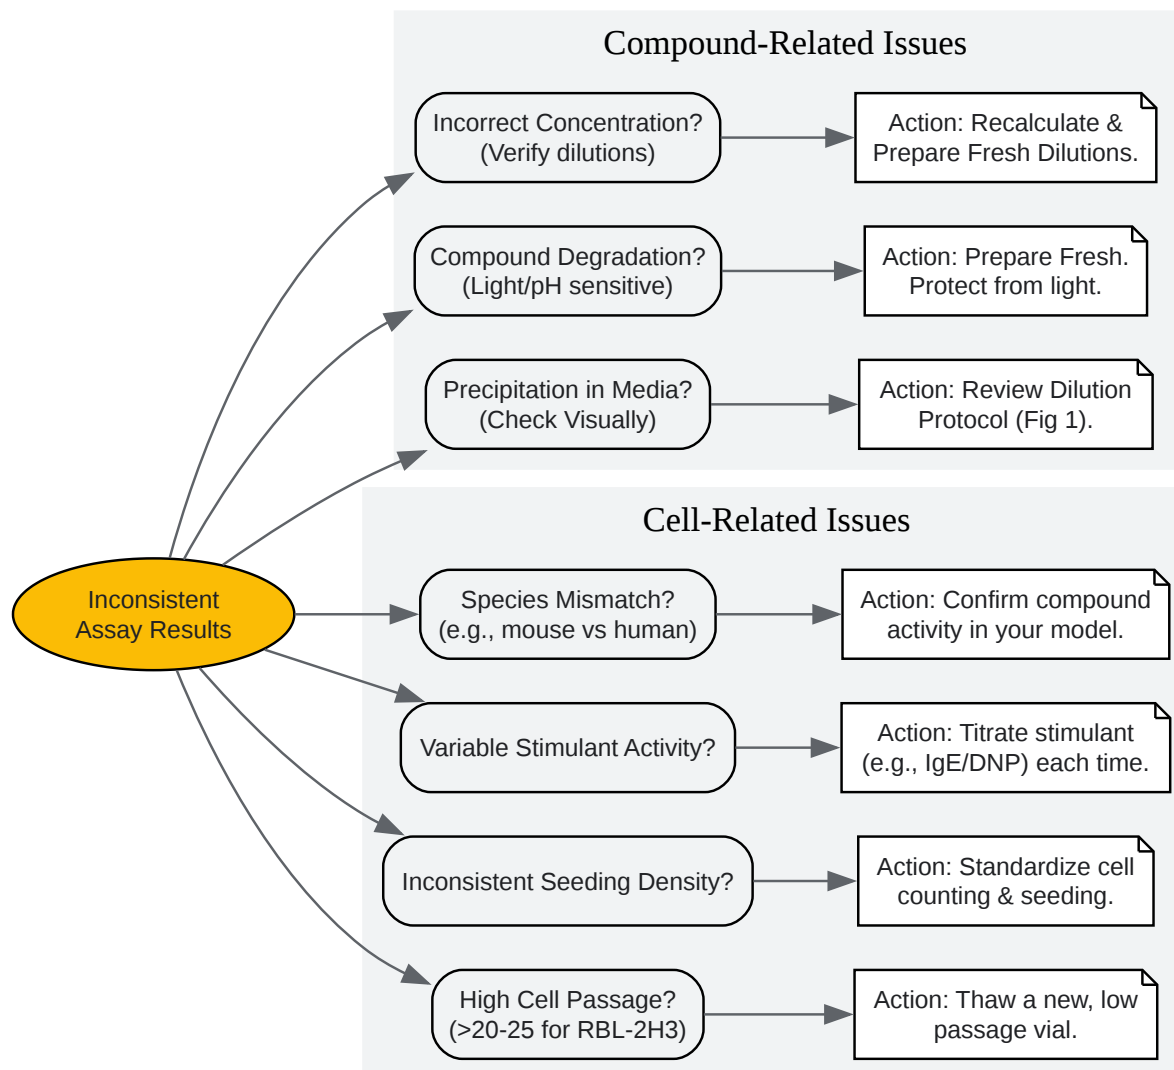 Compound-Related Issues
Incorrect Concentration?
(Verify dilutions)
Action: Recalculate &
Prepare Fresh Dilutions.
Compound Degradation?
(Light/pH sensitive)
Action: Prepare Fresh.
Protect from light.
Precipitation in Media?
(Check Visually)
Action: Review Dilution
Protocol (Fig 1).
Inconsistent
Assay Results
Cell-Related Issues
Species Mismatch?
(e.g., mouse vs human)
Action: Confirm compound
activity in your model.
Variable Stimulant Activity?
Action: Titrate stimulant
(e.g., IgE/DNP) each time.
Inconsistent Seeding Density?
Action: Standardize cell
counting & seeding.
High Cell Passage?
(>20-25 for RBL-2H3)
Action: Thaw a new, low
passage vial.